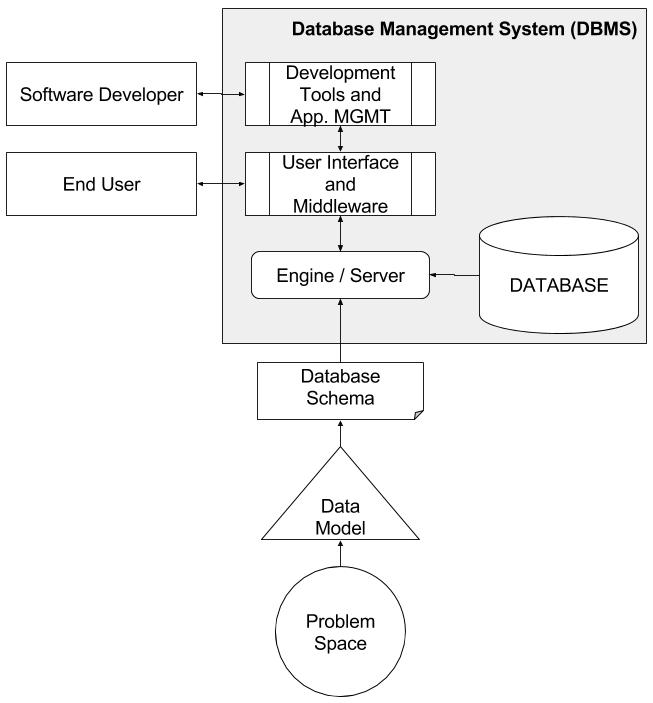 Database Management System (DBMS)
Software Developer
Development
Tools and
App. MGMT
End User
User Interface
and
Middleware
Engine / Server
DATABASE
Database
Schema
Data
Model
Problem
Space